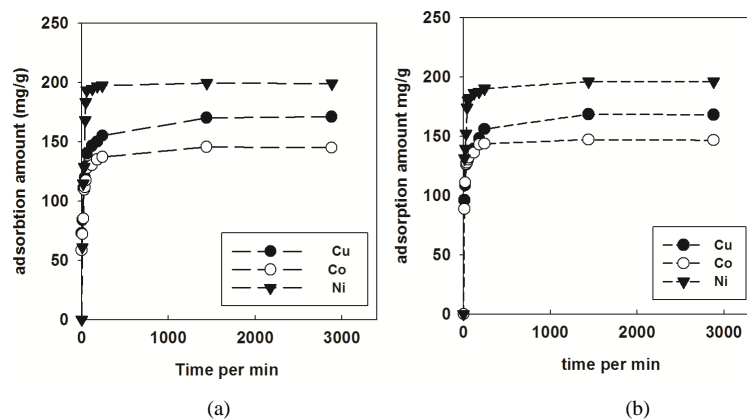 250
200
150
100
50
0
adsorbtion amount (mg/g)
0 1000 2000 3000
Time per min
Cu
Co
Ni
(a)
250
200
150
100
50
0
adsorption amount mg/g
0 1000 2000 3000
time per min
Cu
Co
Ni
(b)